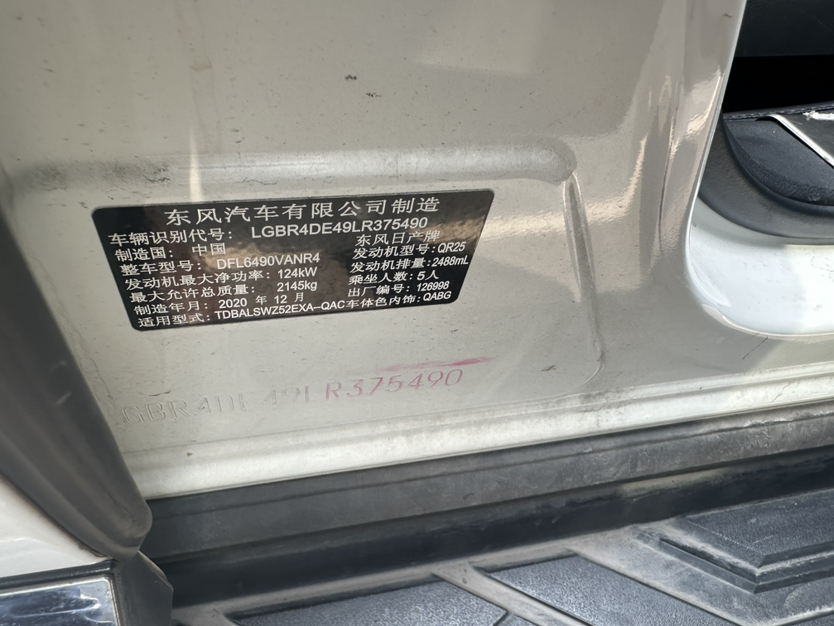 东风汽车有限公司制造
车辆识别代号: LGBR4DE49LR375490
制造国: 中国 东风日产牌
整车型号: DFL6490VANR4 发动机型号: QR25
发动机最大净功率: 124kW 发动机排量: 2488mL
最大允许总质量: 2145kg 乘坐人数: 5人
制造年月: 2020 年 12 月 出厂编号: 126998
适用型式: TDBALSWZ52EXA-QAC 车体色内饰: QABG
LGBR4DE49LR375490